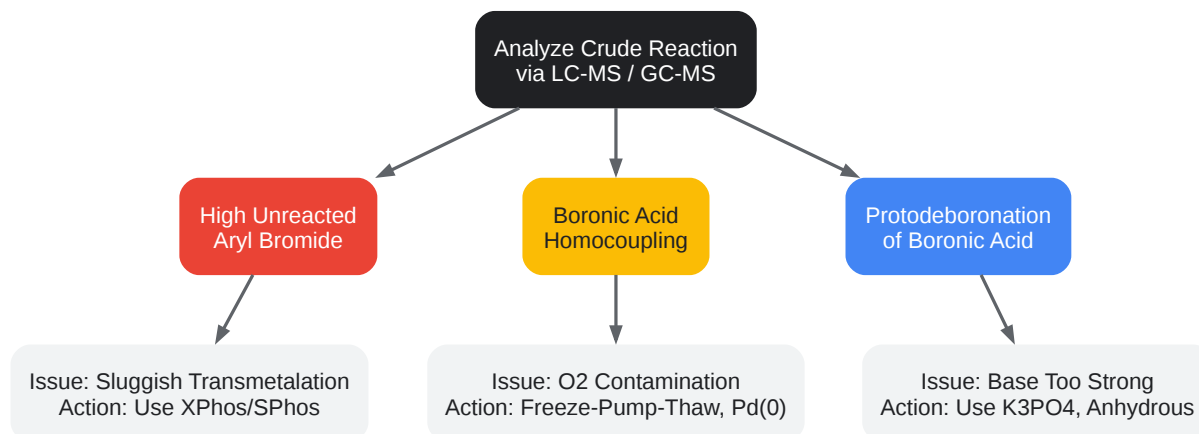 Analyze Crude Reaction
via LC-MS / GC-MS
High Unreacted
Aryl Bromide
Boronic Acid
Homocoupling
Protodeboronation
of Boronic Acid
Issue: Sluggish Transmetalation
Action: Use XPhos/SPhos
Issue: O2 Contamination
Action: Freeze-Pump-Thaw, Pd(0)
Issue: Base Too Strong
Action: Use K3PO4, Anhydrous